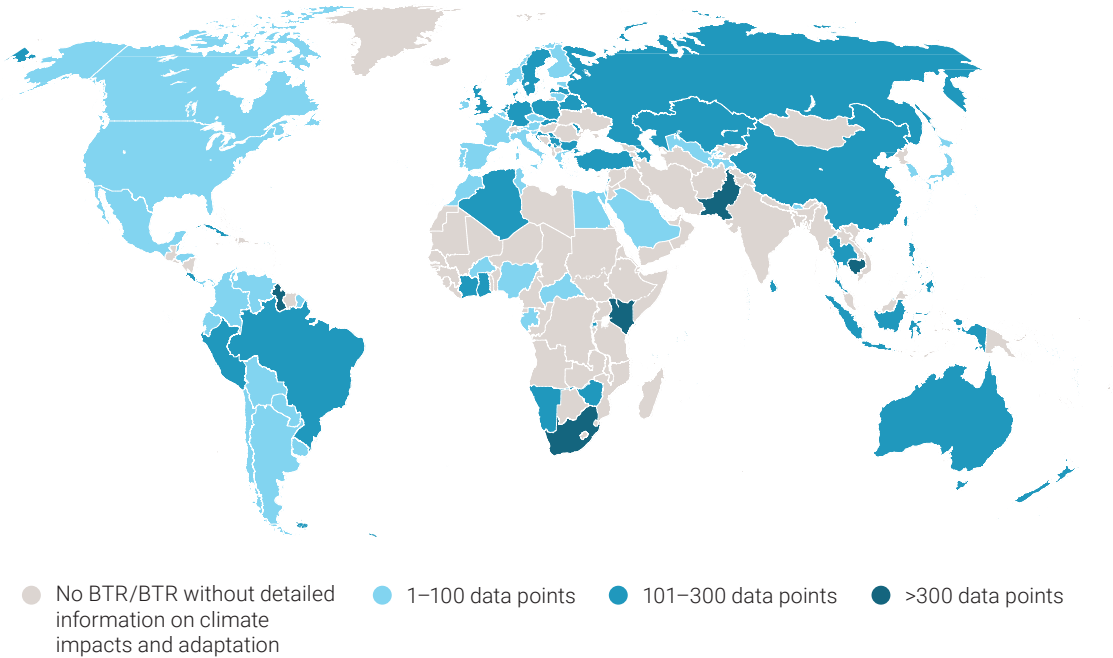 No BTR/BTR without detailed
information on climate
impacts and adaptation
1–100 data points
101–300 data points
>300 data points